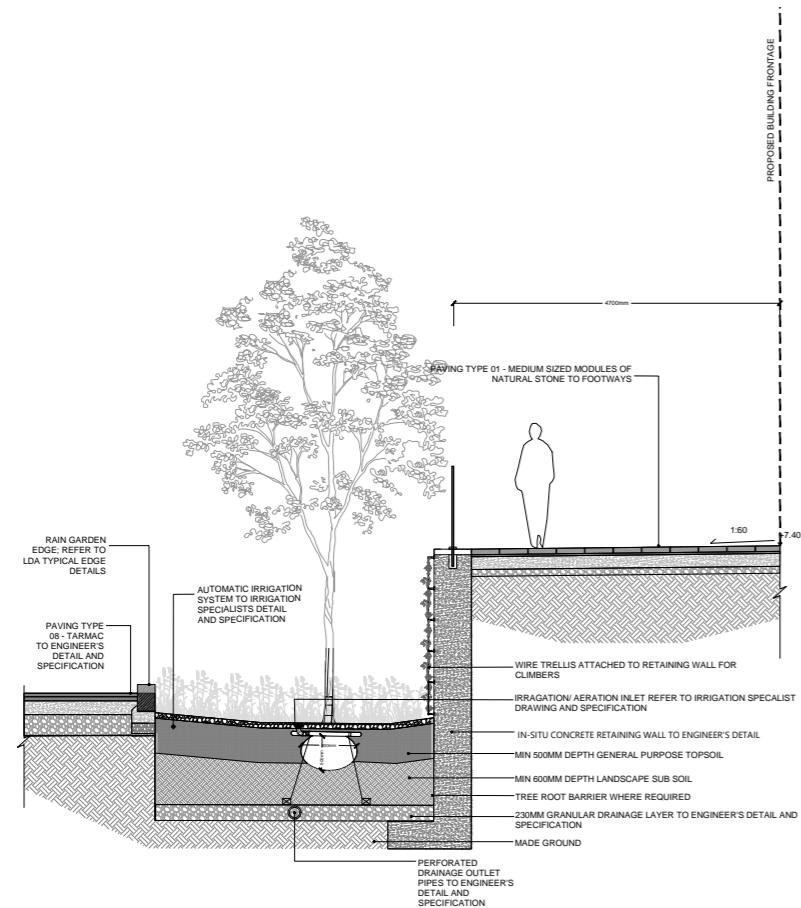 PROPOSED BUILDING FRONTAGE
4700mm
PAVING TYPE 01 - MEDIUM SIZED MODULES OF
NATURAL STONE TO FOOTWAYS
1:60
+7.40
RAIN GARDEN
EDGE; REFER TO
LDA TYPICAL EDGE
DETAILS
AUTOMATIC IRRIGATION
SYSTEM TO IRRIGATION
SPECIALISTS DETAIL
AND SPECIFICATION
PAVING TYPE
08 - TARMAC
TO ENGINEER'S
DETAIL AND
SPECIFICATION
WIRE TRELLIS ATTACHED TO RETAINING WALL FOR
CLIMBERS
IRRAGATION/ AERATION INLET REFER TO IRRIGATION SPECALIST
DRAWING AND SPECIFICATION
IN-SITU CONCRETE RETAINING WALL TO ENGINEER'S DETAIL
MIN 500MM DEPTH GENERAL PURPOSE TOPSOIL
MIN 600MM DEPTH LANDSCAPE SUB SOIL
TREE ROOT BARRIER WHERE REQUIRED
230MM GRANULAR DRAINAGE LAYER TO ENGINEER'S DETAIL AND
SPECIFICATION
MADE GROUND
PERFORATED
DRAINAGE OUTLET
PIPES TO ENGINEER'S
DETAIL AND
SPECIFICATION